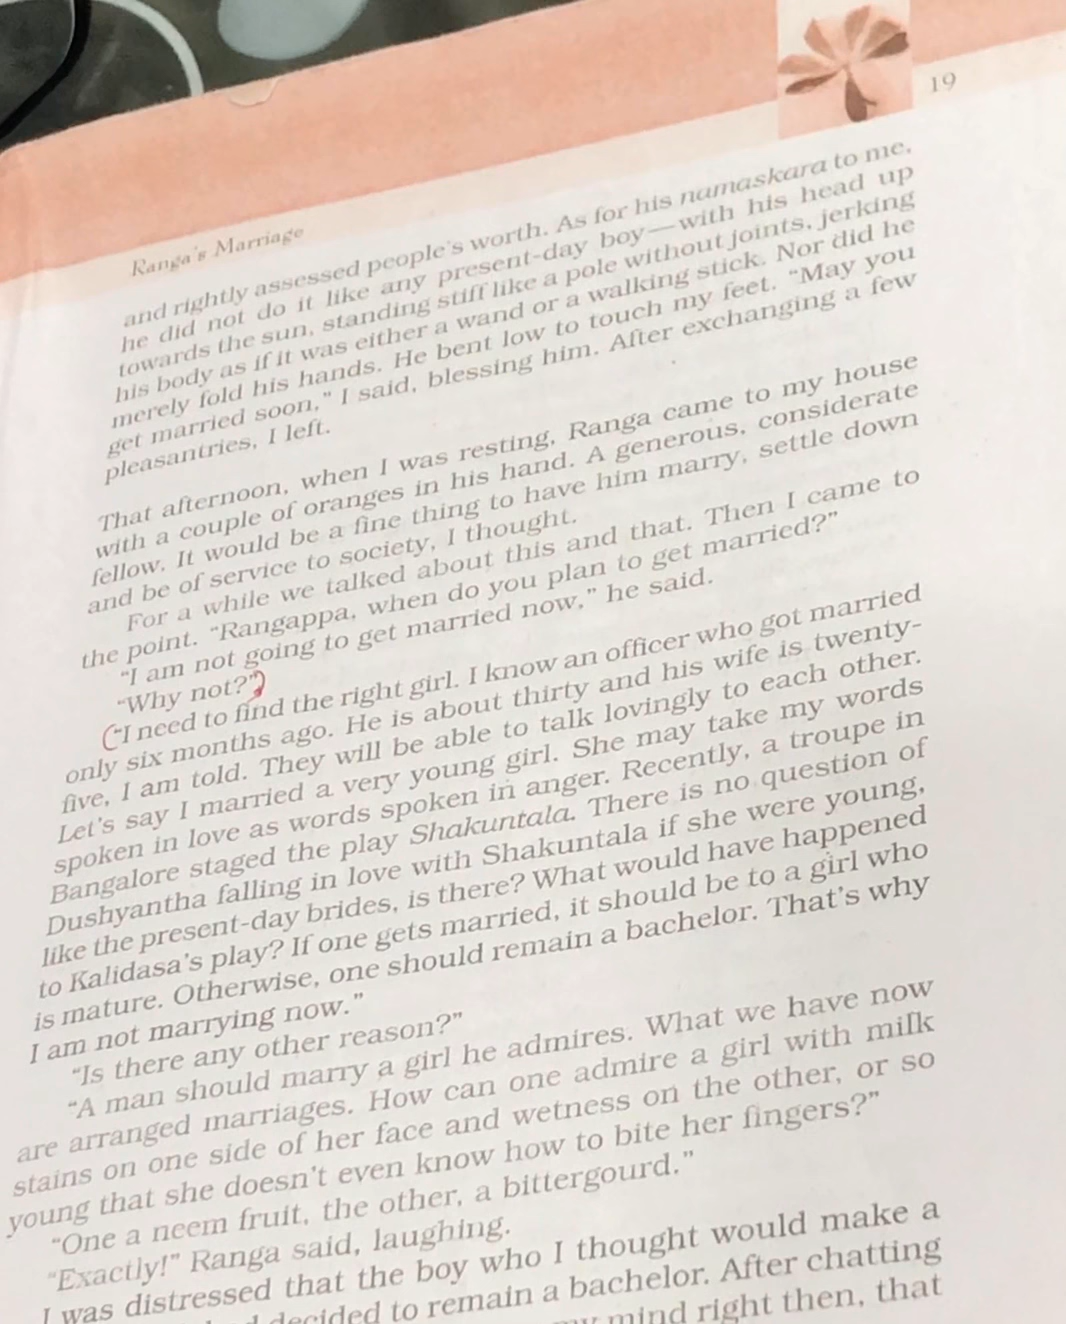 19
Ranga's Marriage
and rightly assessed people's worth. As for his namaskara to me,
he did not do it like any present-day boy—with his head up
towards the sun, standing stiff like a pole without joints, jerking
his body as if it was either a wand or a walking stick. Nor did he
merely fold his hands. He bent low to touch my feet. “May you
get married soon,” I said, blessing him. After exchanging a few
pleasantries, I left.
That afternoon, when I was resting, Ranga came to my house
with a couple of oranges in his hand. A generous, considerate
fellow. It would be a fine thing to have him marry, settle down
and be of service to society, I thought.
For a while we talked about this and that. Then I came to
the point. “Rangappa, when do you plan to get married?”
“I am not going to get married now,” he said.
“Why not?”
“I need to find the right girl. I know an officer who got married
only six months ago. He is about thirty and his wife is twenty-
five, I am told. They will be able to talk lovingly to each other.
Let's say I married a very young girl. She may take my words
spoken in love as words spoken in anger. Recently, a troupe in
Bangalore staged the play Shakuntala. There is no question of
Dushyantha falling in love with Shakuntala if she were young,
like the present-day brides, is there? What would have happened
to Kalidasa's play? If one gets married, it should be to a girl who
is mature. Otherwise, one should remain a bachelor. That's why
I am not marrying now.”
“Is there any other reason?”
“A man should marry a girl he admires. What we have now
are arranged marriages. How can one admire a girl with milk
stains on one side of her face and wetness on the other, or so
young that she doesn't even know how to bite her fingers?”
“One a neem fruit, the other, a bittergourd.”
“Exactly!” Ranga said, laughing.
I was distressed that the boy who I thought would make a
decided to remain a bachelor. After chatting
mind right then, that